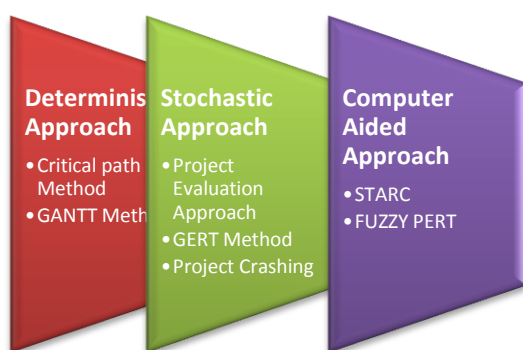 Determinis
Approach
•Critical path
Method
•GANTT Meth
Stochastic
Approach
•Project
Evaluation
Approach
•GERT Method
•Project Crashing
Computer
Aided
Approach
•STARC
•FUZZY PERT